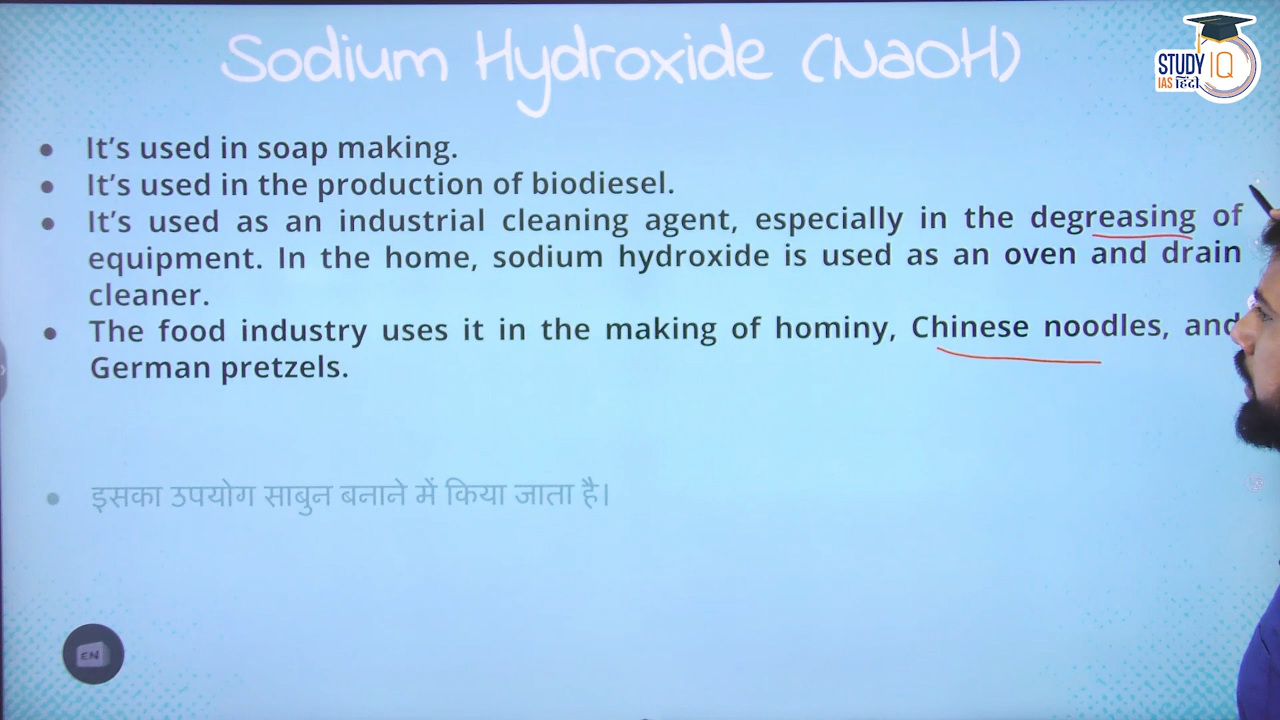 Sodium Hydroxide (NaOH)
STUDY IQ
IAS हिंदी
It’s used in soap making.
It’s used in the production of biodiesel.
It’s used as an industrial cleaning agent, especially in the degreasing of
equipment. In the home, sodium hydroxide is used as an oven and drain
cleaner.
The food industry uses it in the making of hominy, Chinese noodles, and
German pretzels.
इसका उपयोग साबुन बनाने में किया जाता है।
EN